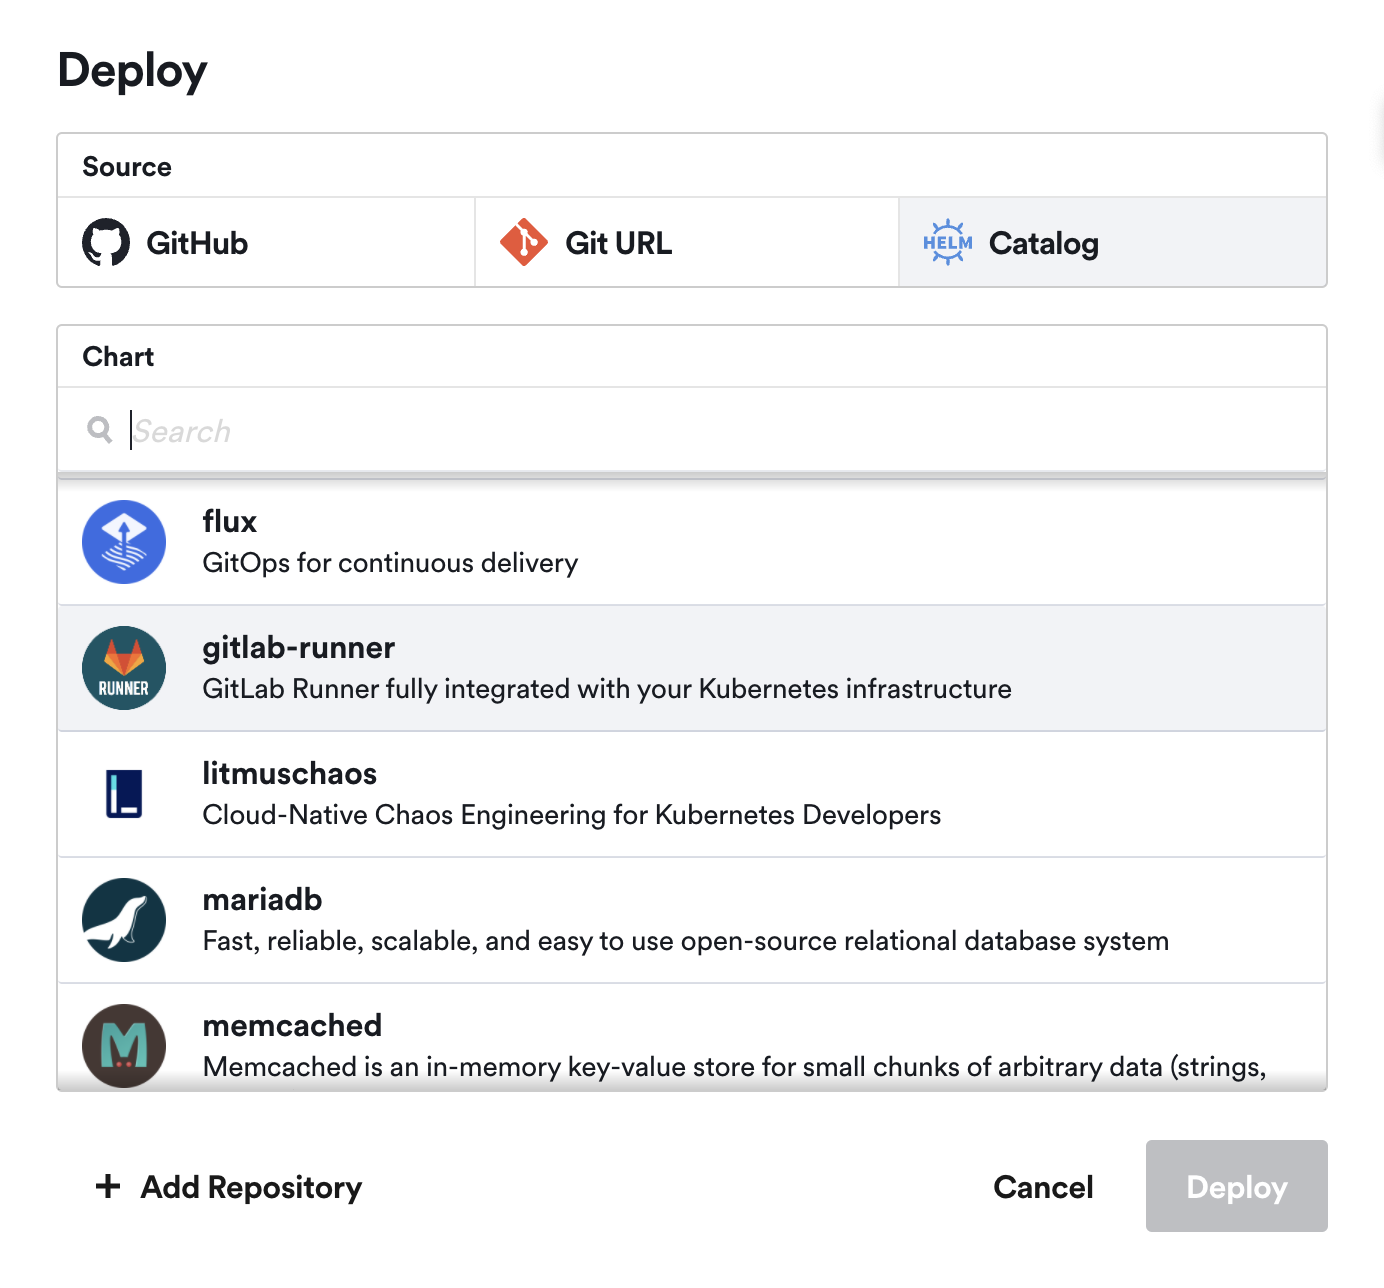 Deploy
Source
GitHub
Git URL
HELM
Catalog
Chart
Search
flux
GitOps for continuous delivery
RUNNER
gitlab-runner
GitLab Runner fully integrated with your Kubernetes infrastructure
litmuschaos
Cloud-Native Chaos Engineering for Kubernetes Developers
mariadb
Fast, reliable, scalable, and easy to use open-source relational database system
M
memcached
Memcached is an in-memory key-value store for small chunks of arbitrary data (strings,
+ Add Repository
Cancel
Deploy